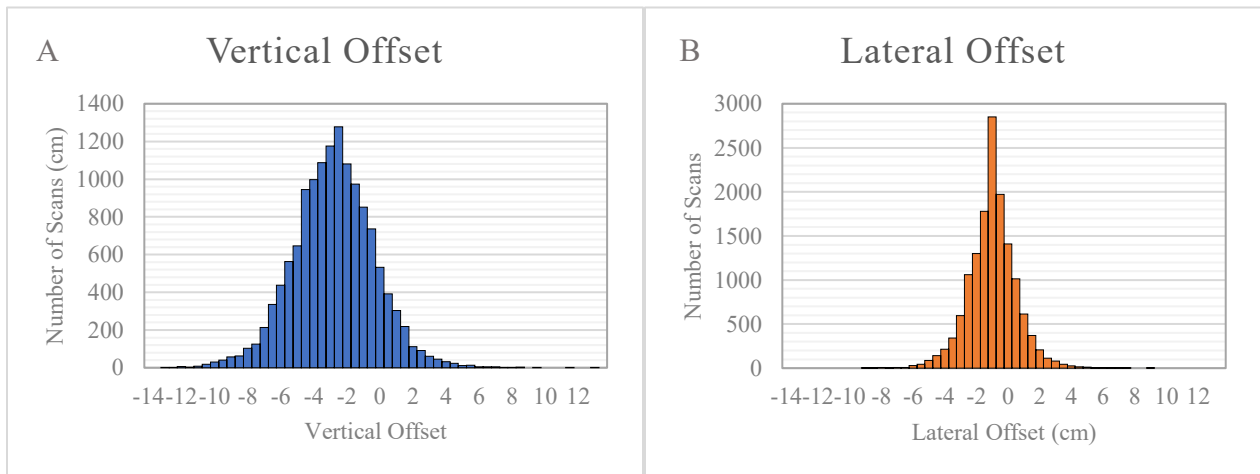 A
Vertical Offset
Number of Scans (cm)
1400
1200
1000
800
600
400
200
0
-14 -12 -10 -8 -6 -4 -2 0 2 4 6 8 10 12
Vertical Offset
B
Lateral Offset
Number of Scans
3000
2500
2000
1500
1000
500
0
-14 -12 -10 -8 -6 -4 -2 0 2 4 6 8 10 12
Lateral Offset (cm)